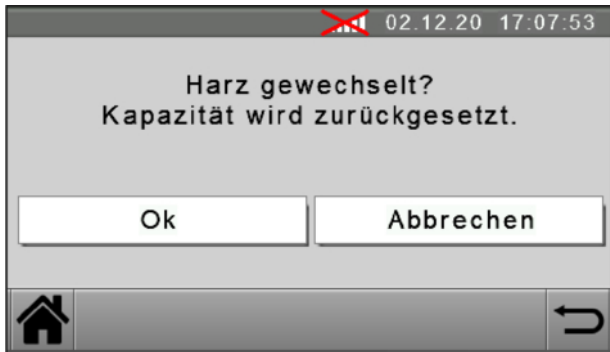 02.12.20 17:07:53
Harz gewechselt?
Kapazität wird zurückgesetzt.
Ok Abbrechen